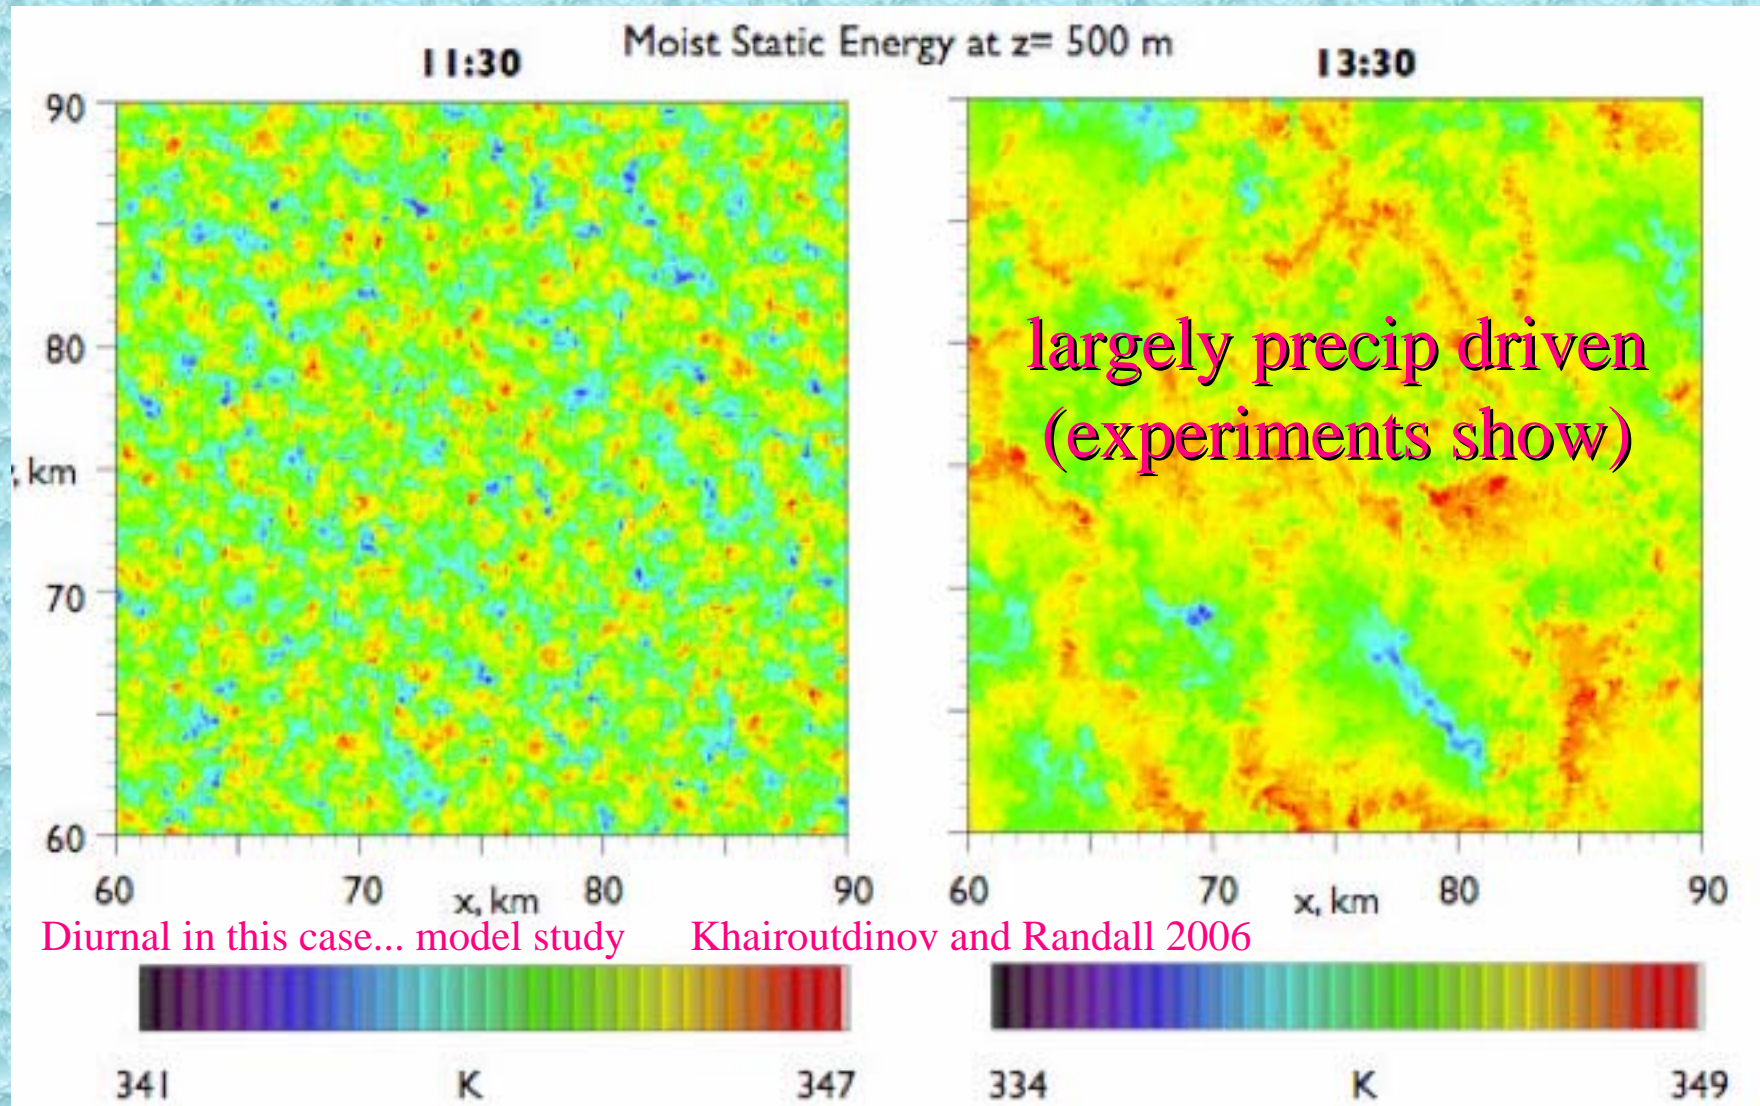 Moist Static Energy at z= 500 m
11:30
13:30
90
80
, km
70
60
60 70 x, km 80 90
60 70 x, km 80 90
largely precip driven
(experiments show)
Diurnal in this case... model study
Khairoutdinov and Randall 2006
341 K 347
334 K 349